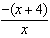 −(x + 4)
x